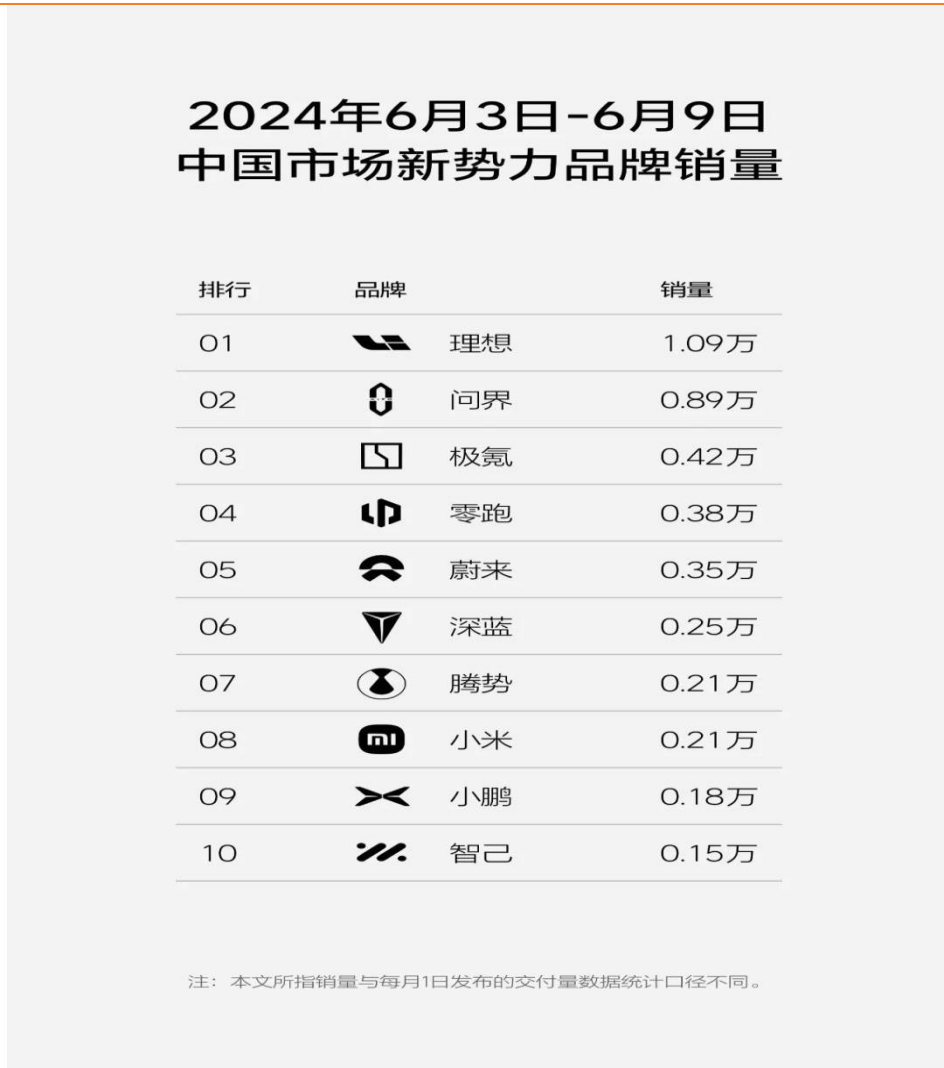 2024年6月3日-6月9日
中国市场新势力品牌销量
排行 品牌 销量
01 理想 1.09万
02 问界 0.89万
03 极氪 0.42万
04 零跑 0.38万
05 蔚来 0.35万
06 深蓝 0.25万
07 腾势 0.21万
08 mi 小米 0.21万
09 小鹏 0.18万
10 智己 0.15万
注：本文所指销量与每月1日发布的交付量数据统计口径不同。